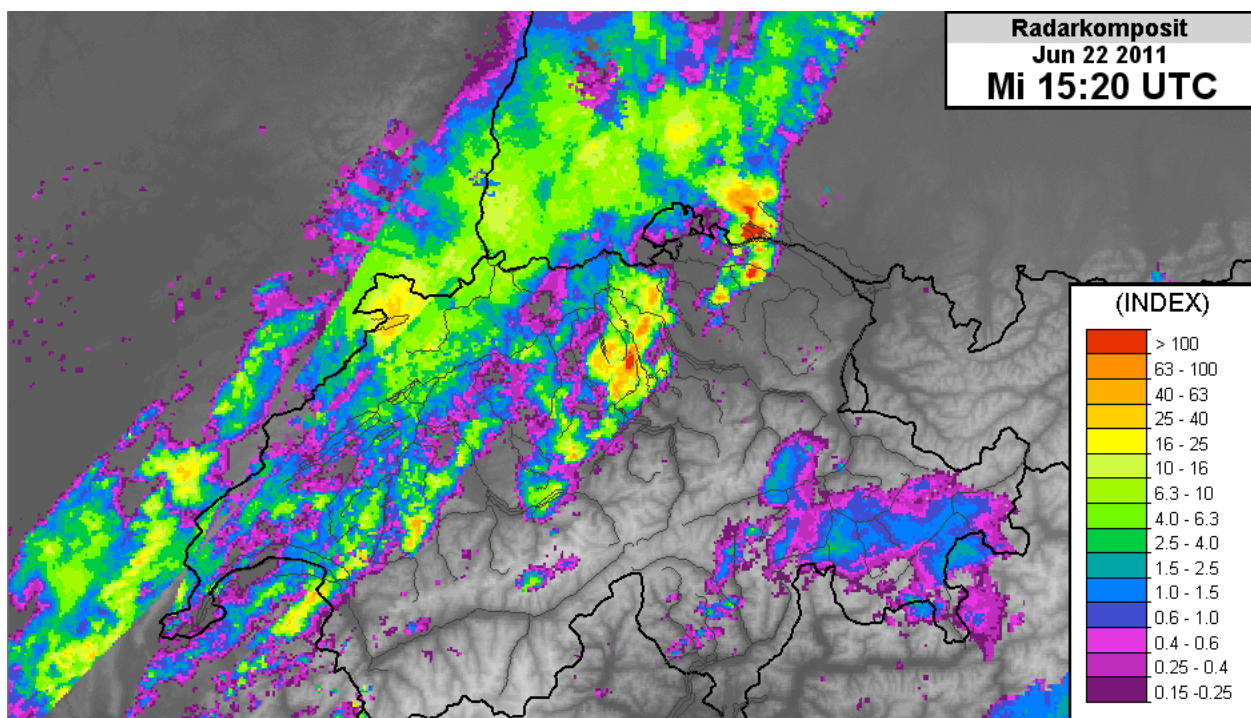 Radarkomposit
Jun 22 2011
Mi 15:20 UTC
(INDEX)
> 100
63 - 100
40 - 63
25 - 40
16 - 25
10 - 16
6.3 - 10
4.0 - 6.3
2.5 - 4.0
1.5 - 2.5
1.0 - 1.5
0.6 - 1.0
0.4 - 0.6
0.25 - 0.4
0.15 -0.25